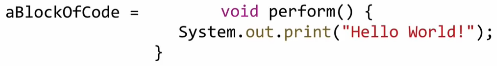 aBlockOfCode = void perform() {
System.out.print("Hello World!");
}